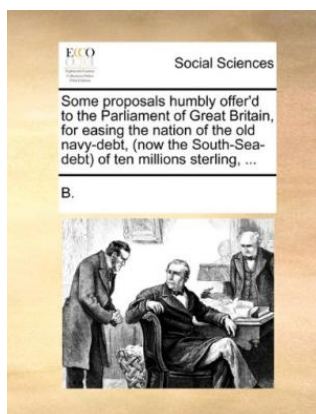 ECCO
Social Sciences
Some proposals humbly offer'd
to the Parliament of Great Britain,
for easing the nation of the old
navy-debt, (now the South-Sea-
debt) of ten millions sterling, ...
B.